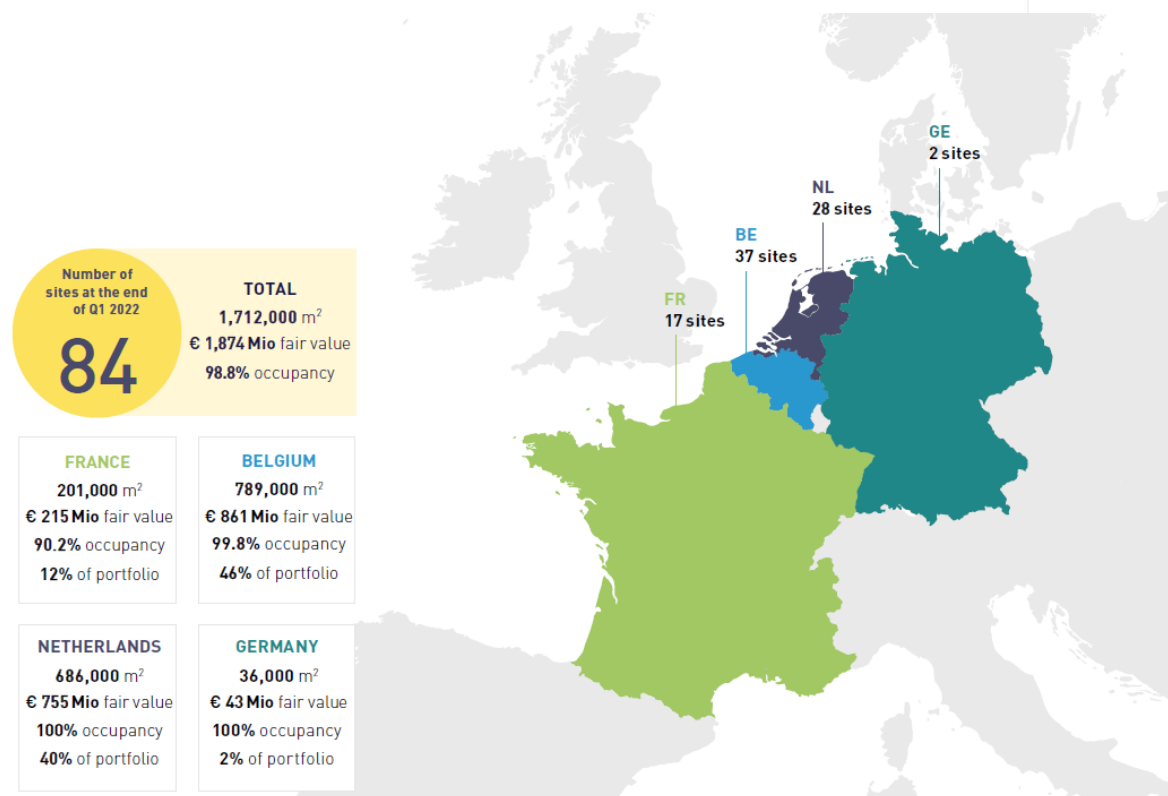 GE
2 sites
NL
28 sites
BE
37 sites
FR
17 sites
Number of
sites at the end
of Q1 2022
84
TOTAL
1,712,000 m²
€ 1,874 Mio fair value
98.8% occupancy
FRANCE
201,000 m²
€ 215 Mio fair value
90.2% occupancy
12% of portfolio
BELGIUM
789,000 m²
€ 861 Mio fair value
99.8% occupancy
46% of portfolio
NETHERLANDS
686,000 m²
€ 755 Mio fair value
100% occupancy
40% of portfolio
GERMANY
36,000 m²
€ 43 Mio fair value
100% occupancy
2% of portfolio